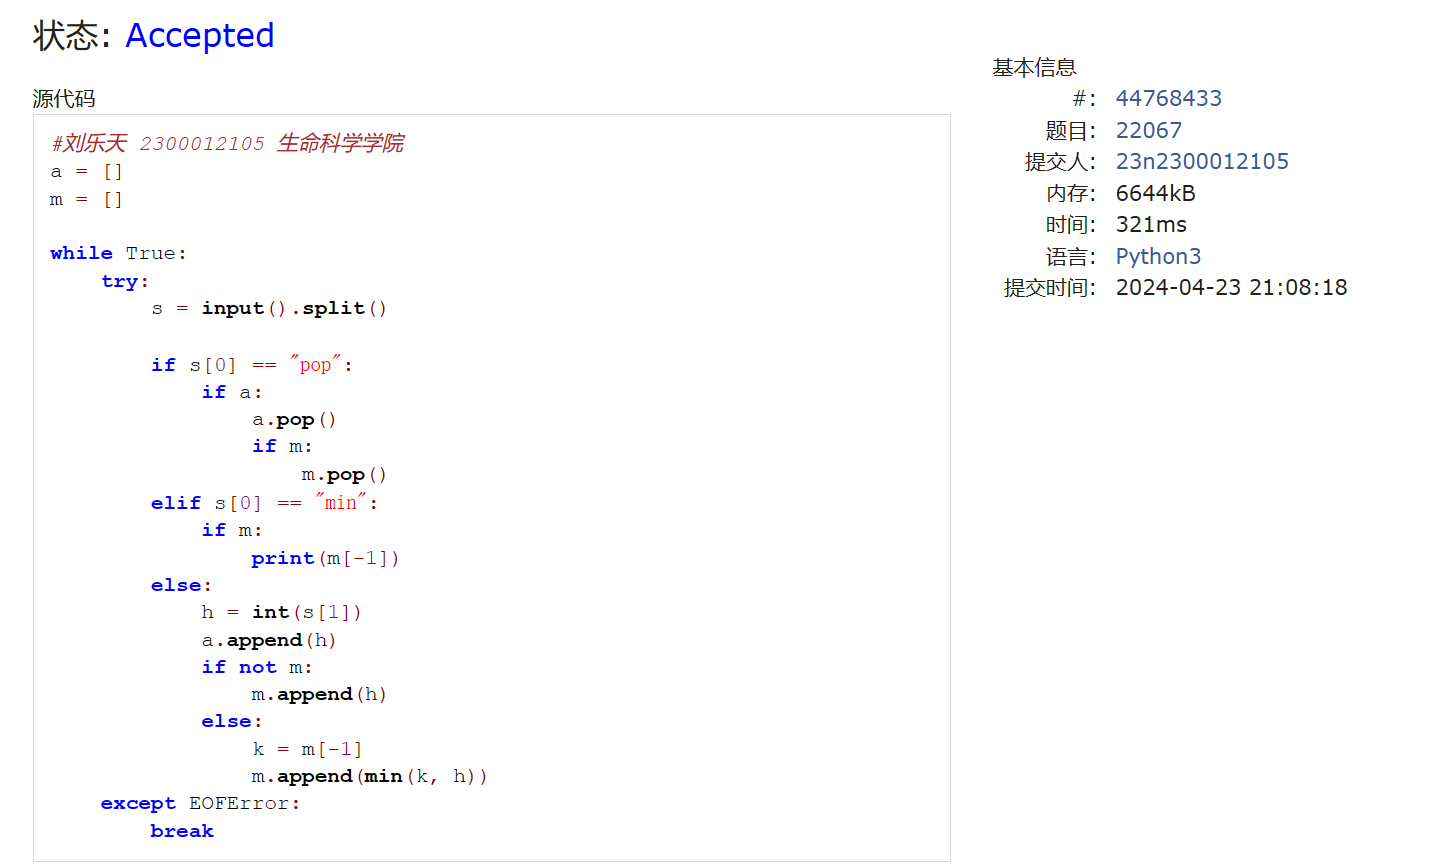 状态: Accepted
源代码
#刘乐天 2300012105 生命科学学院
a = []
m = []
while True:
    try:
        s = input().split()
        if s[0] == "pop":
            if a:
                a.pop()
                if m:
                    m.pop()
        elif s[0] == "min":
            if m:
                print(m[-1])
        else:
            h = int(s[1])
            a.append(h)
            if not m:
                m.append(h)
            else:
                k = m[-1]
                m.append(min(k, h))
    except EOFError:
        break
基本信息
#: 44768433
题目: 22067
提交人: 23n2300012105
内存: 6644kB
时间: 321ms
语言: Python3
提交时间: 2024-04-23 21:08:18